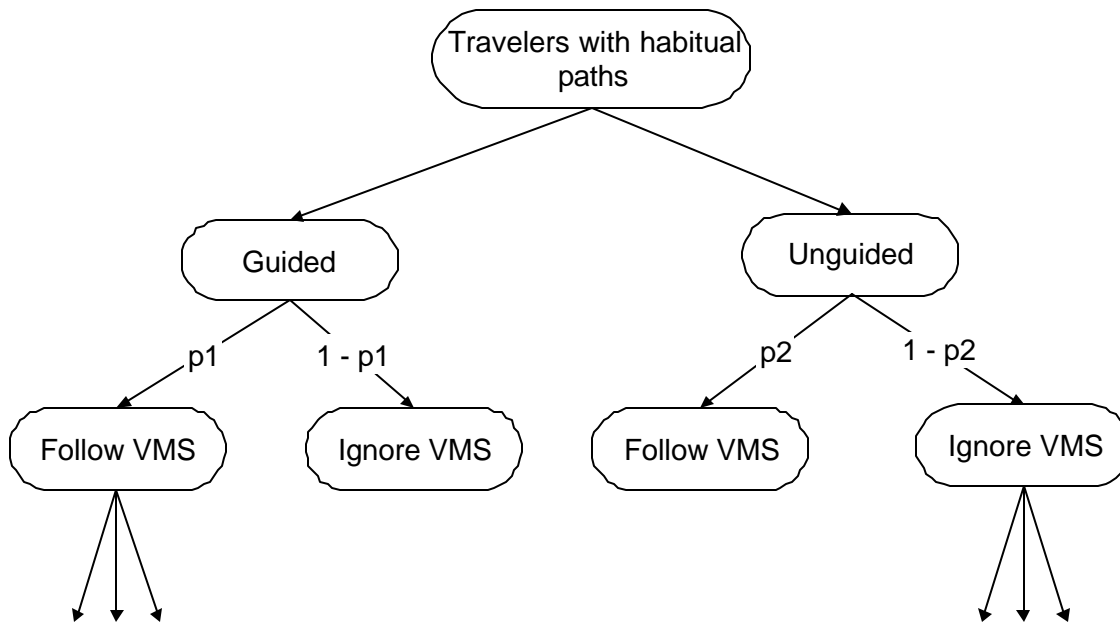 Travelers with habitual
paths
Guided
Unguided
p1
1 - p1
p2
1 - p2
Follow VMS
Ignore VMS
Follow VMS
Ignore VMS